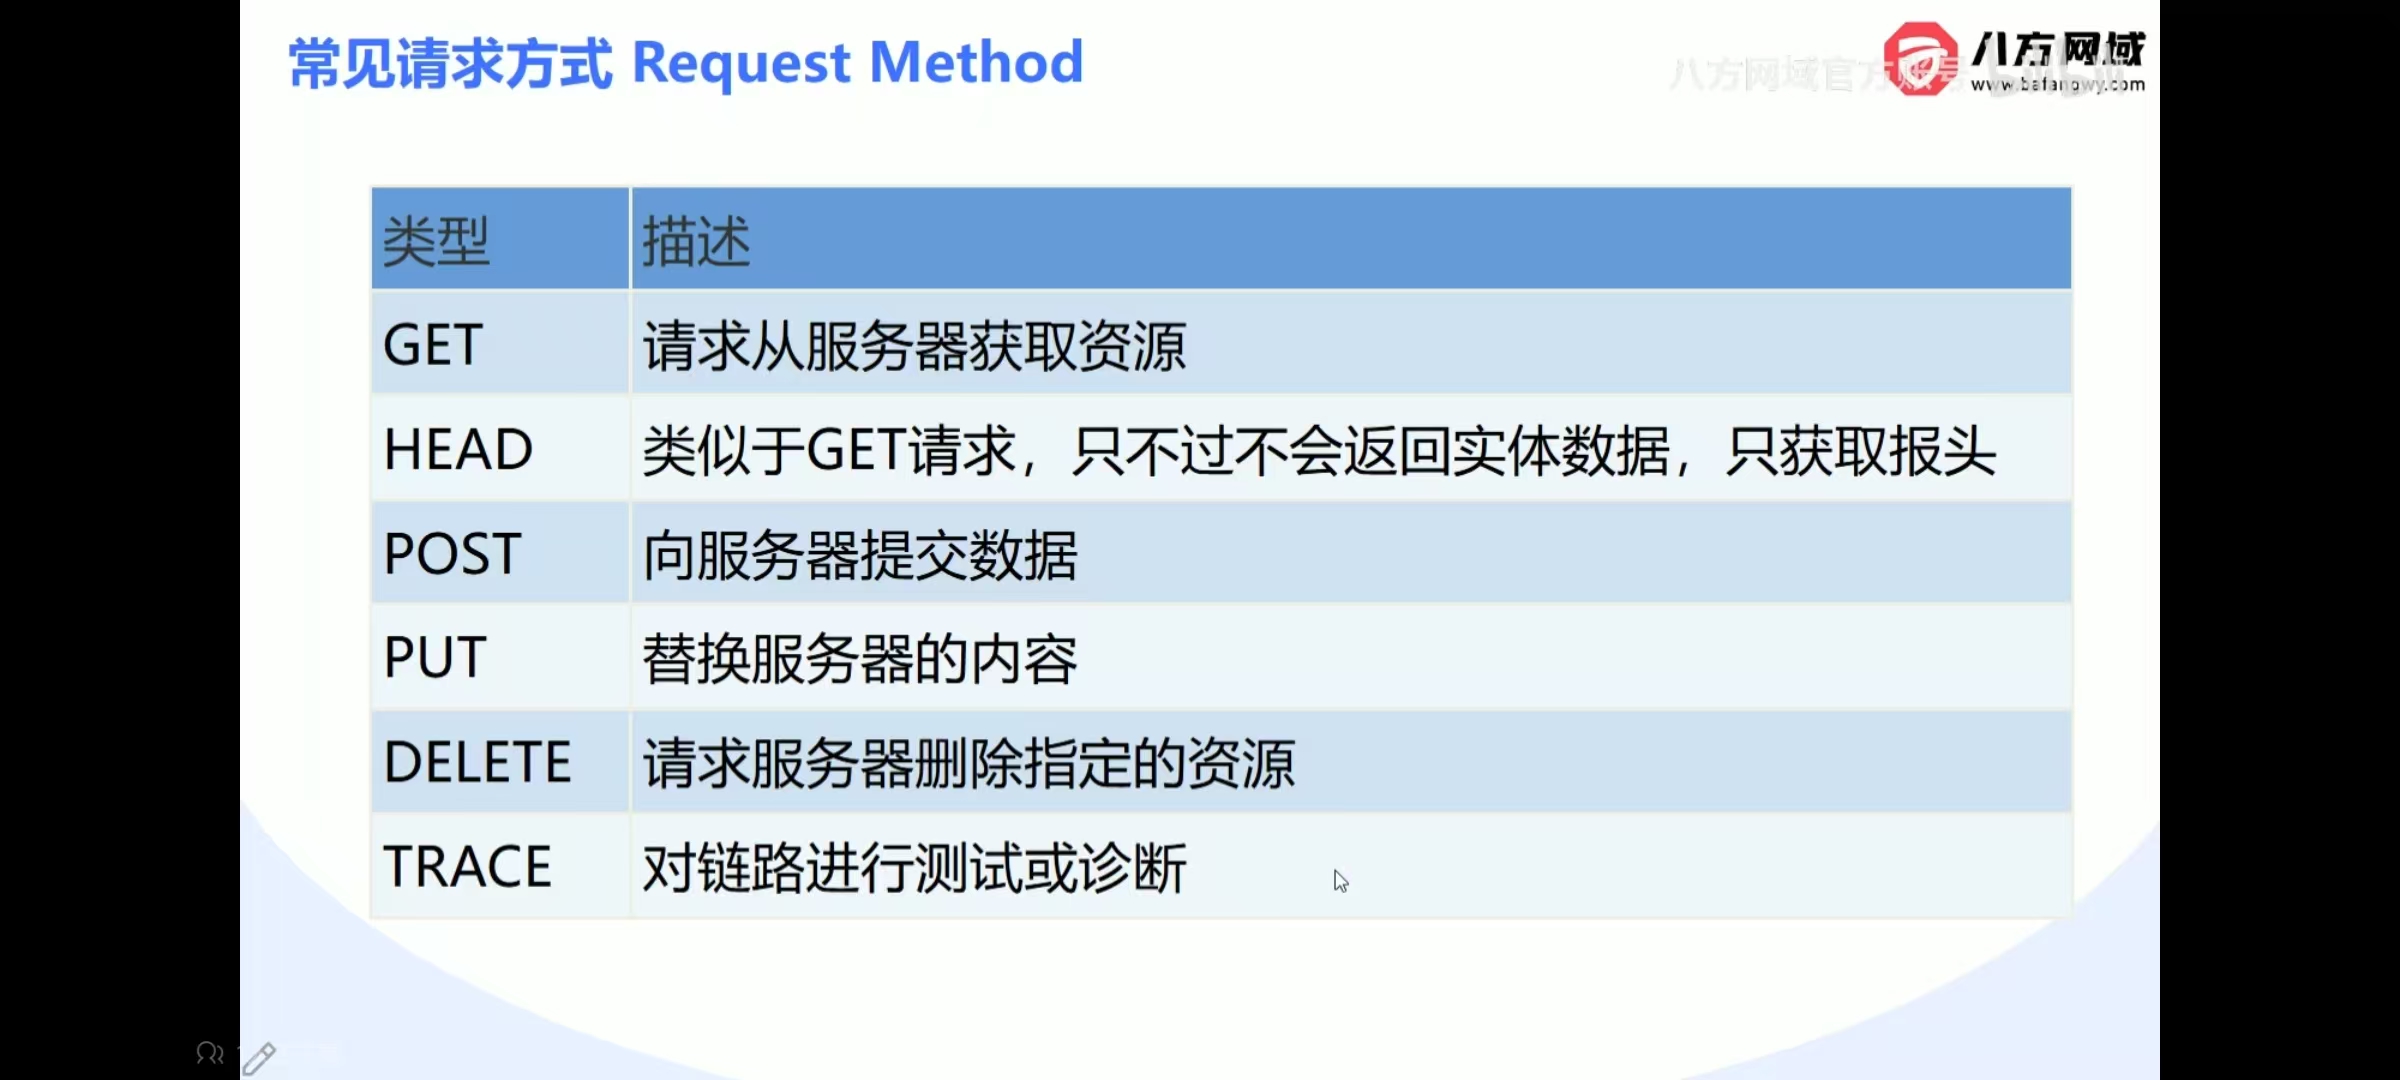 常见请求方式 Request Method
八方网域官方账号
八方网域
www.bafangwy.com
类型 描述
GET 请求从服务器获取资源
HEAD 类似于GET请求，只不过不会返回实体数据，只获取报头
POST 向服务器提交数据
PUT 替换服务器的内容
DELETE 请求服务器删除指定的资源
TRACE 对链路进行测试或诊断